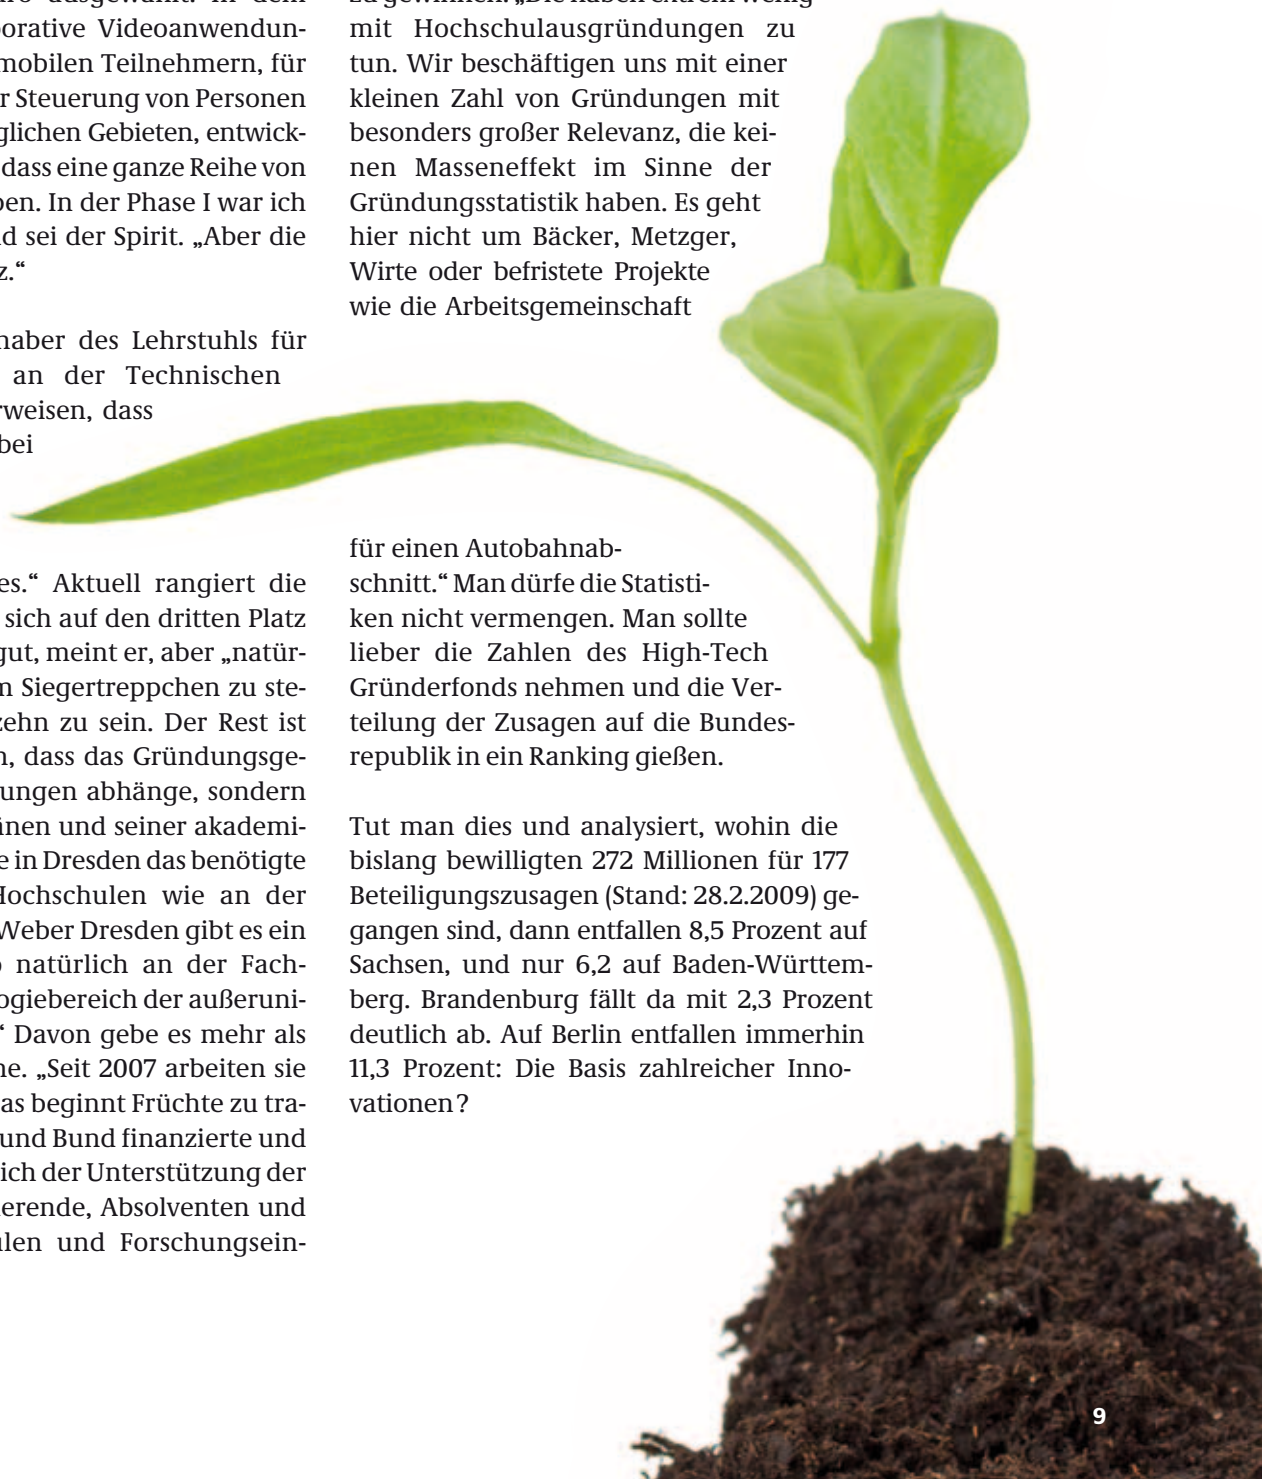 porative Videoanwendun-
mobilen Teilnehmern, für
r Steuerung von Personen
glichen Gebieten, entwick-
dass eine ganze Reihe von
ben. In der Phase I war ich
d sei der Spirit. „Aber die
z.“
haber des Lehrstuhls für
an der Technischen
rweisen, dass
bei
es.“ Aktuell rangiert die
sich auf den dritten Platz
gut, meint er, aber „natür-
m Siegertreppchen zu ste-
zehn zu sein. Der Rest ist
n, dass das Gründungsge-
ungen abhänge, sondern
änen und seiner akademi-
e in Dresden das benötigte
Hochschulen wie an der
Weber Dresden gibt es ein
o natürlich an der Fach-
ogiebereich der außeruni-
“ Davon gebe es mehr als
ne. „Seit 2007 arbeiten sie
as beginnt Früchte zu tra-
und Bund finanzierte und
ich der Unterstützung der
ierende, Absolventen und
ulen und Forschungsein-
zu gewinnen. „Die haben extrem wenig
mit Hochschulausgründungen zu
tun. Wir beschäftigen uns mit einer
kleinen Zahl von Gründungen mit
besonders großer Relevanz, die kei-
nen Masseneffekt im Sinne der
Gründungsstatistik haben. Es geht
hier nicht um Bäcker, Metzger,
Wirte oder befristete Projekte
wie die Arbeitsgemeinschaft
für einen Autobahnab-
schnitt.“ Man dürfe die Statisti-
ken nicht vermengen. Man sollte
lieber die Zahlen des High-Tech
Gründerfonds nehmen und die Ver-
teilung der Zusagen auf die Bundes-
republik in ein Ranking gießen.
Tut man dies und analysiert, wohin die
bislang bewilligten 272 Millionen für 177
Beteiligungszusagen (Stand: 28.2.2009) ge-
gangen sind, dann entfallen 8,5 Prozent auf
Sachsen, und nur 6,2 auf Baden-Württem-
berg. Brandenburg fällt da mit 2,3 Prozent
deutlich ab. Auf Berlin entfallen immerhin
11,3 Prozent: Die Basis zahlreicher Inno-
vationen?
9